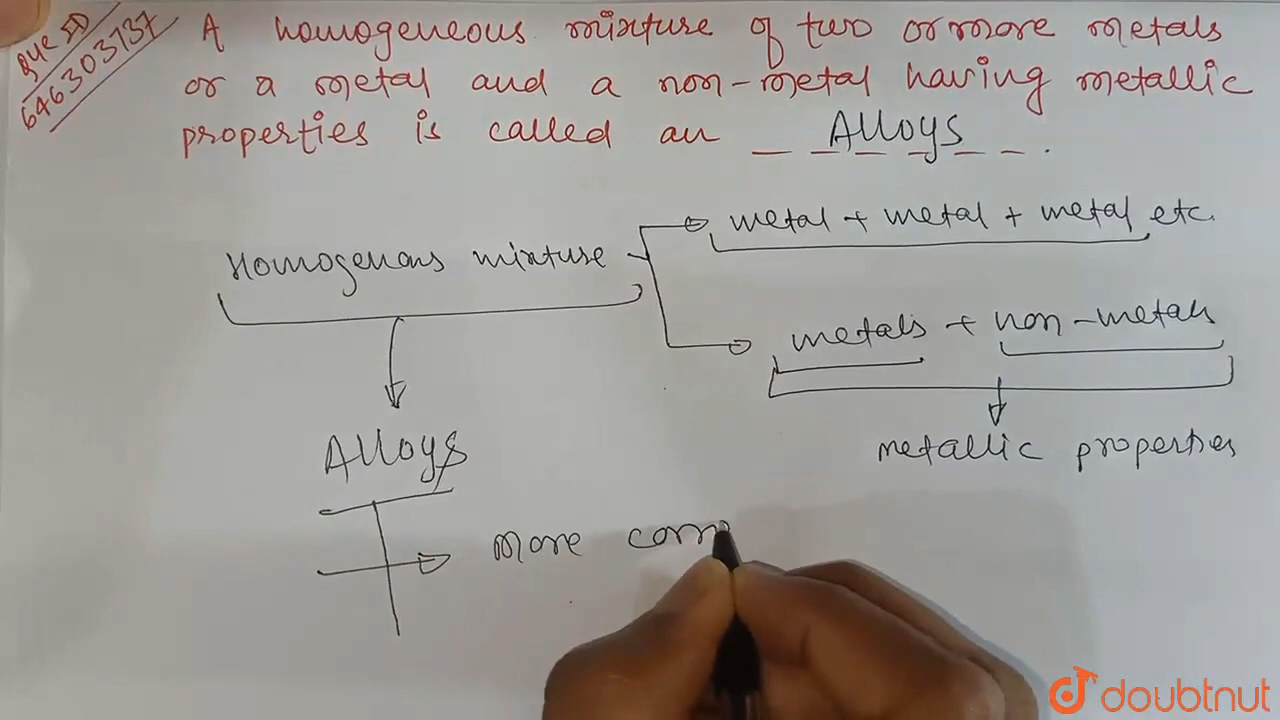 QUE ID
646303737
A homogeneous mixture of two or more metals
or a metal and a non-metal having metallic
properties is called an _ _ Alloys _ _.
metal + metal + metal etc.
Homogenous mixture
metals + non-metals
metallic properties
Alloys
more corr
doubtnut